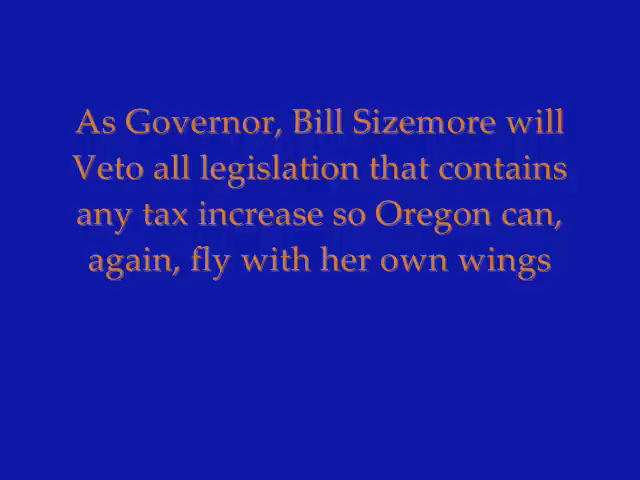 As Governor, Bill Sizemore will
Veto all legislation that contains
any tax increase so Oregon can,
again, fly with her own wings